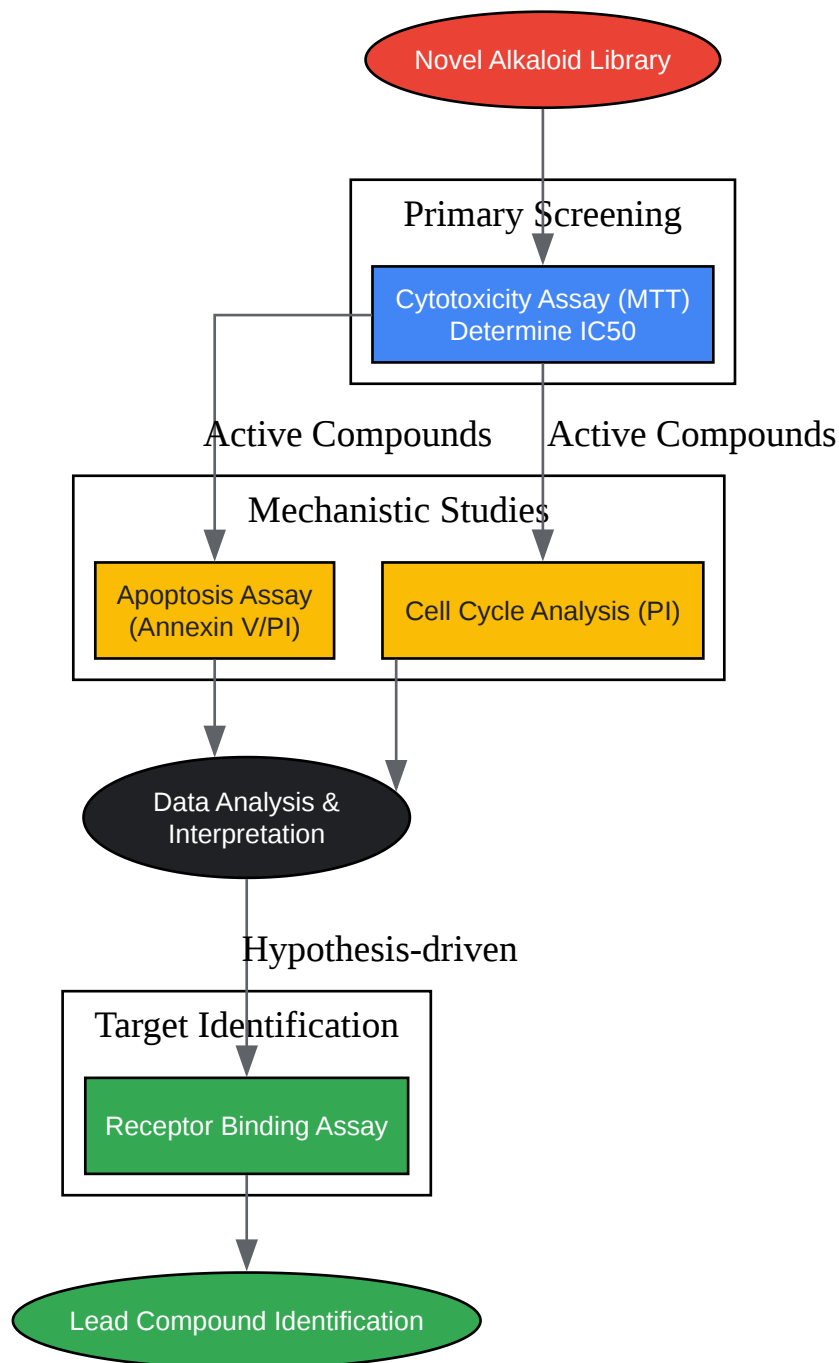 Novel Alkaloid Library
Primary Screening
Cytotoxicity Assay (MTT)
Determine IC50
Active Compounds
Active Compounds
Mechanistic Studies
Apoptosis Assay
(Annexin V/PI)
Cell Cycle Analysis (PI)
Data Analysis &
Interpretation
Hypothesis-driven
Target Identification
Receptor Binding Assay
Lead Compound Identification